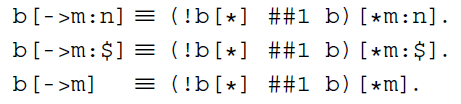 b[->m:n] ≡ (!b[*] ##1 b)[*m:n].
b[->m:$] ≡ (!b[*] ##1 b)[*m:$].
b[->m] ≡ (!b[*] ##1 b)[*m].